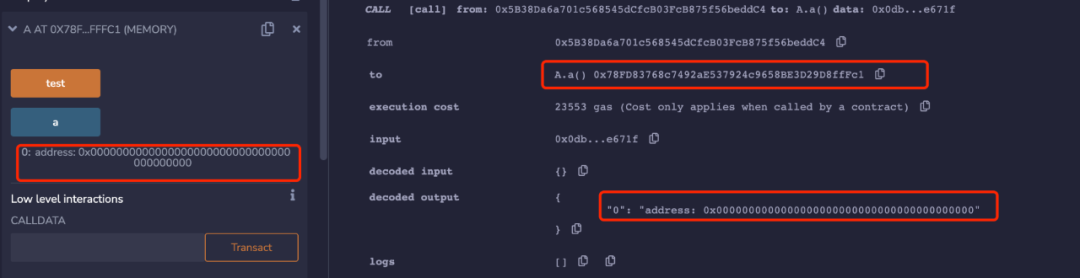 A AT 0X78F...FFFC1 (MEMORY)
test
a
0: address: 0x00000000000000000000000000000000
000000000
Low level interactions
i
CALLDATA
Transact
CALL [call] from: 0x5B38Da6a701c568545dCfcB03FcB875f56beddC4 to: A.a() data: 0x0db...e671f
from 0x5B38Da6a701c568545dCfcB03FcB875f56beddC4
to A.a() 0x78FD83768c7492aE537924c9658BE3D29D8ffFc1
execution cost 23553 gas (Cost only applies when called by a contract)
input 0x0db...e671f
decoded input {}
decoded output {
"0": "address: 0x0000000000000000000000000000000000000000"
}
logs []